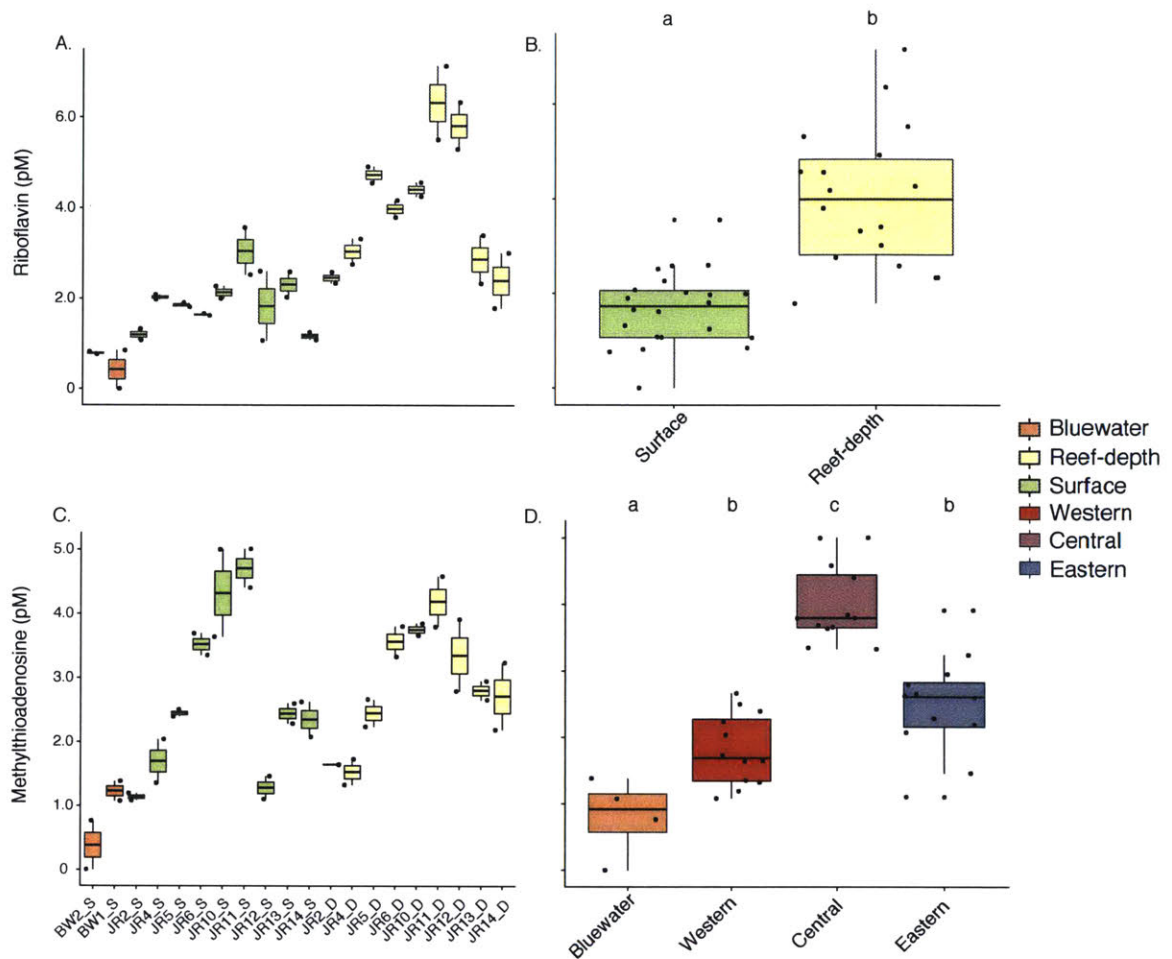 A.
Riboflavin (pM)
6.0
4.0
2.0
0
a
b
B.
Surface
Reef-depth
Bluewater
Reef-depth
Surface
Western
Central
Eastern
C.
Methylthioadenosine (pM)
5.0
4.0
3.0
2.0
1.0
0
BW2_S
BW1_S
JR2_S
JR4_S
JR5_S
JR6_S
JR10_S
JR11_S
JR12_S
JR13_S
JR14_S
JR2_D
JR4_D
JR5_D
JR6_D
JR10_D
JR11_D
JR12_D
JR13_D
JR14_D
D.
a
b
c
b
Bluewater
Western
Central
Eastern